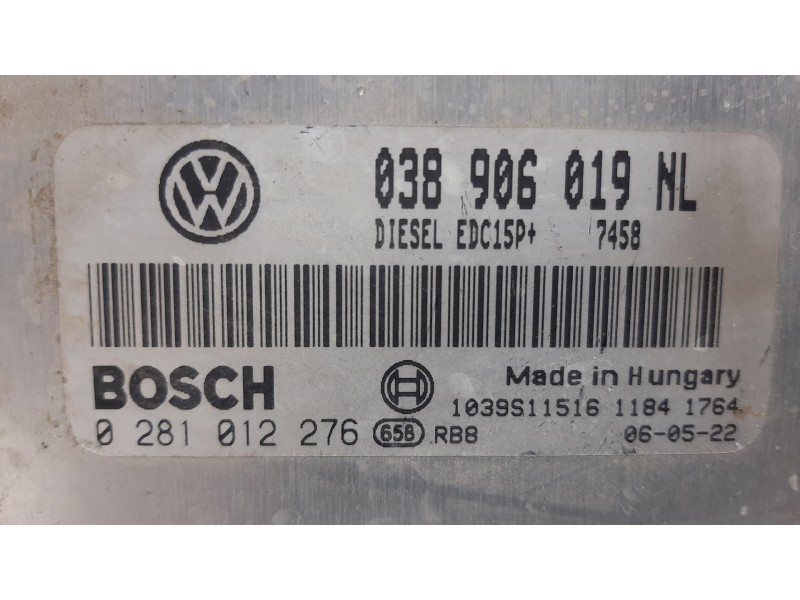 038 906 019 NL
DIESEL EDC15P+ 7458
BOSCH
Made in Hungary
1039S11516 1184 1764
0 281 012 276 65B RB8 06-05-22